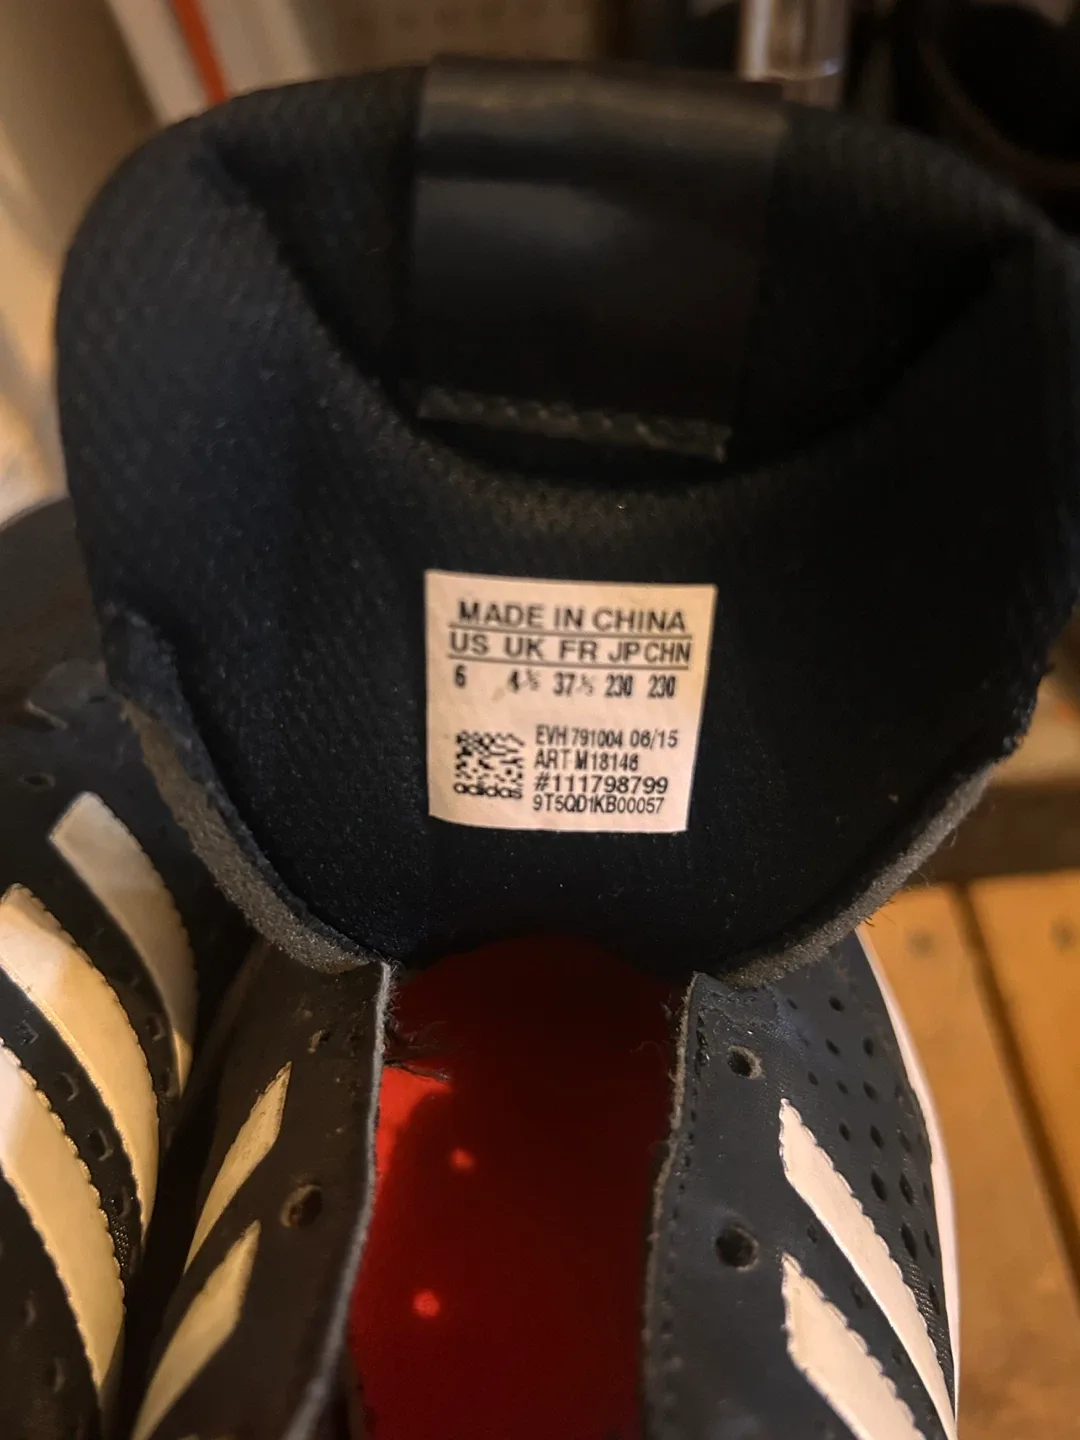 MADE IN CHINA
US UK FR JP CHN
6 4½ 37⅓ 230 230
EVH 791004 06/15
ART M18146
#111798799
9T5QD1KB00057
adidas